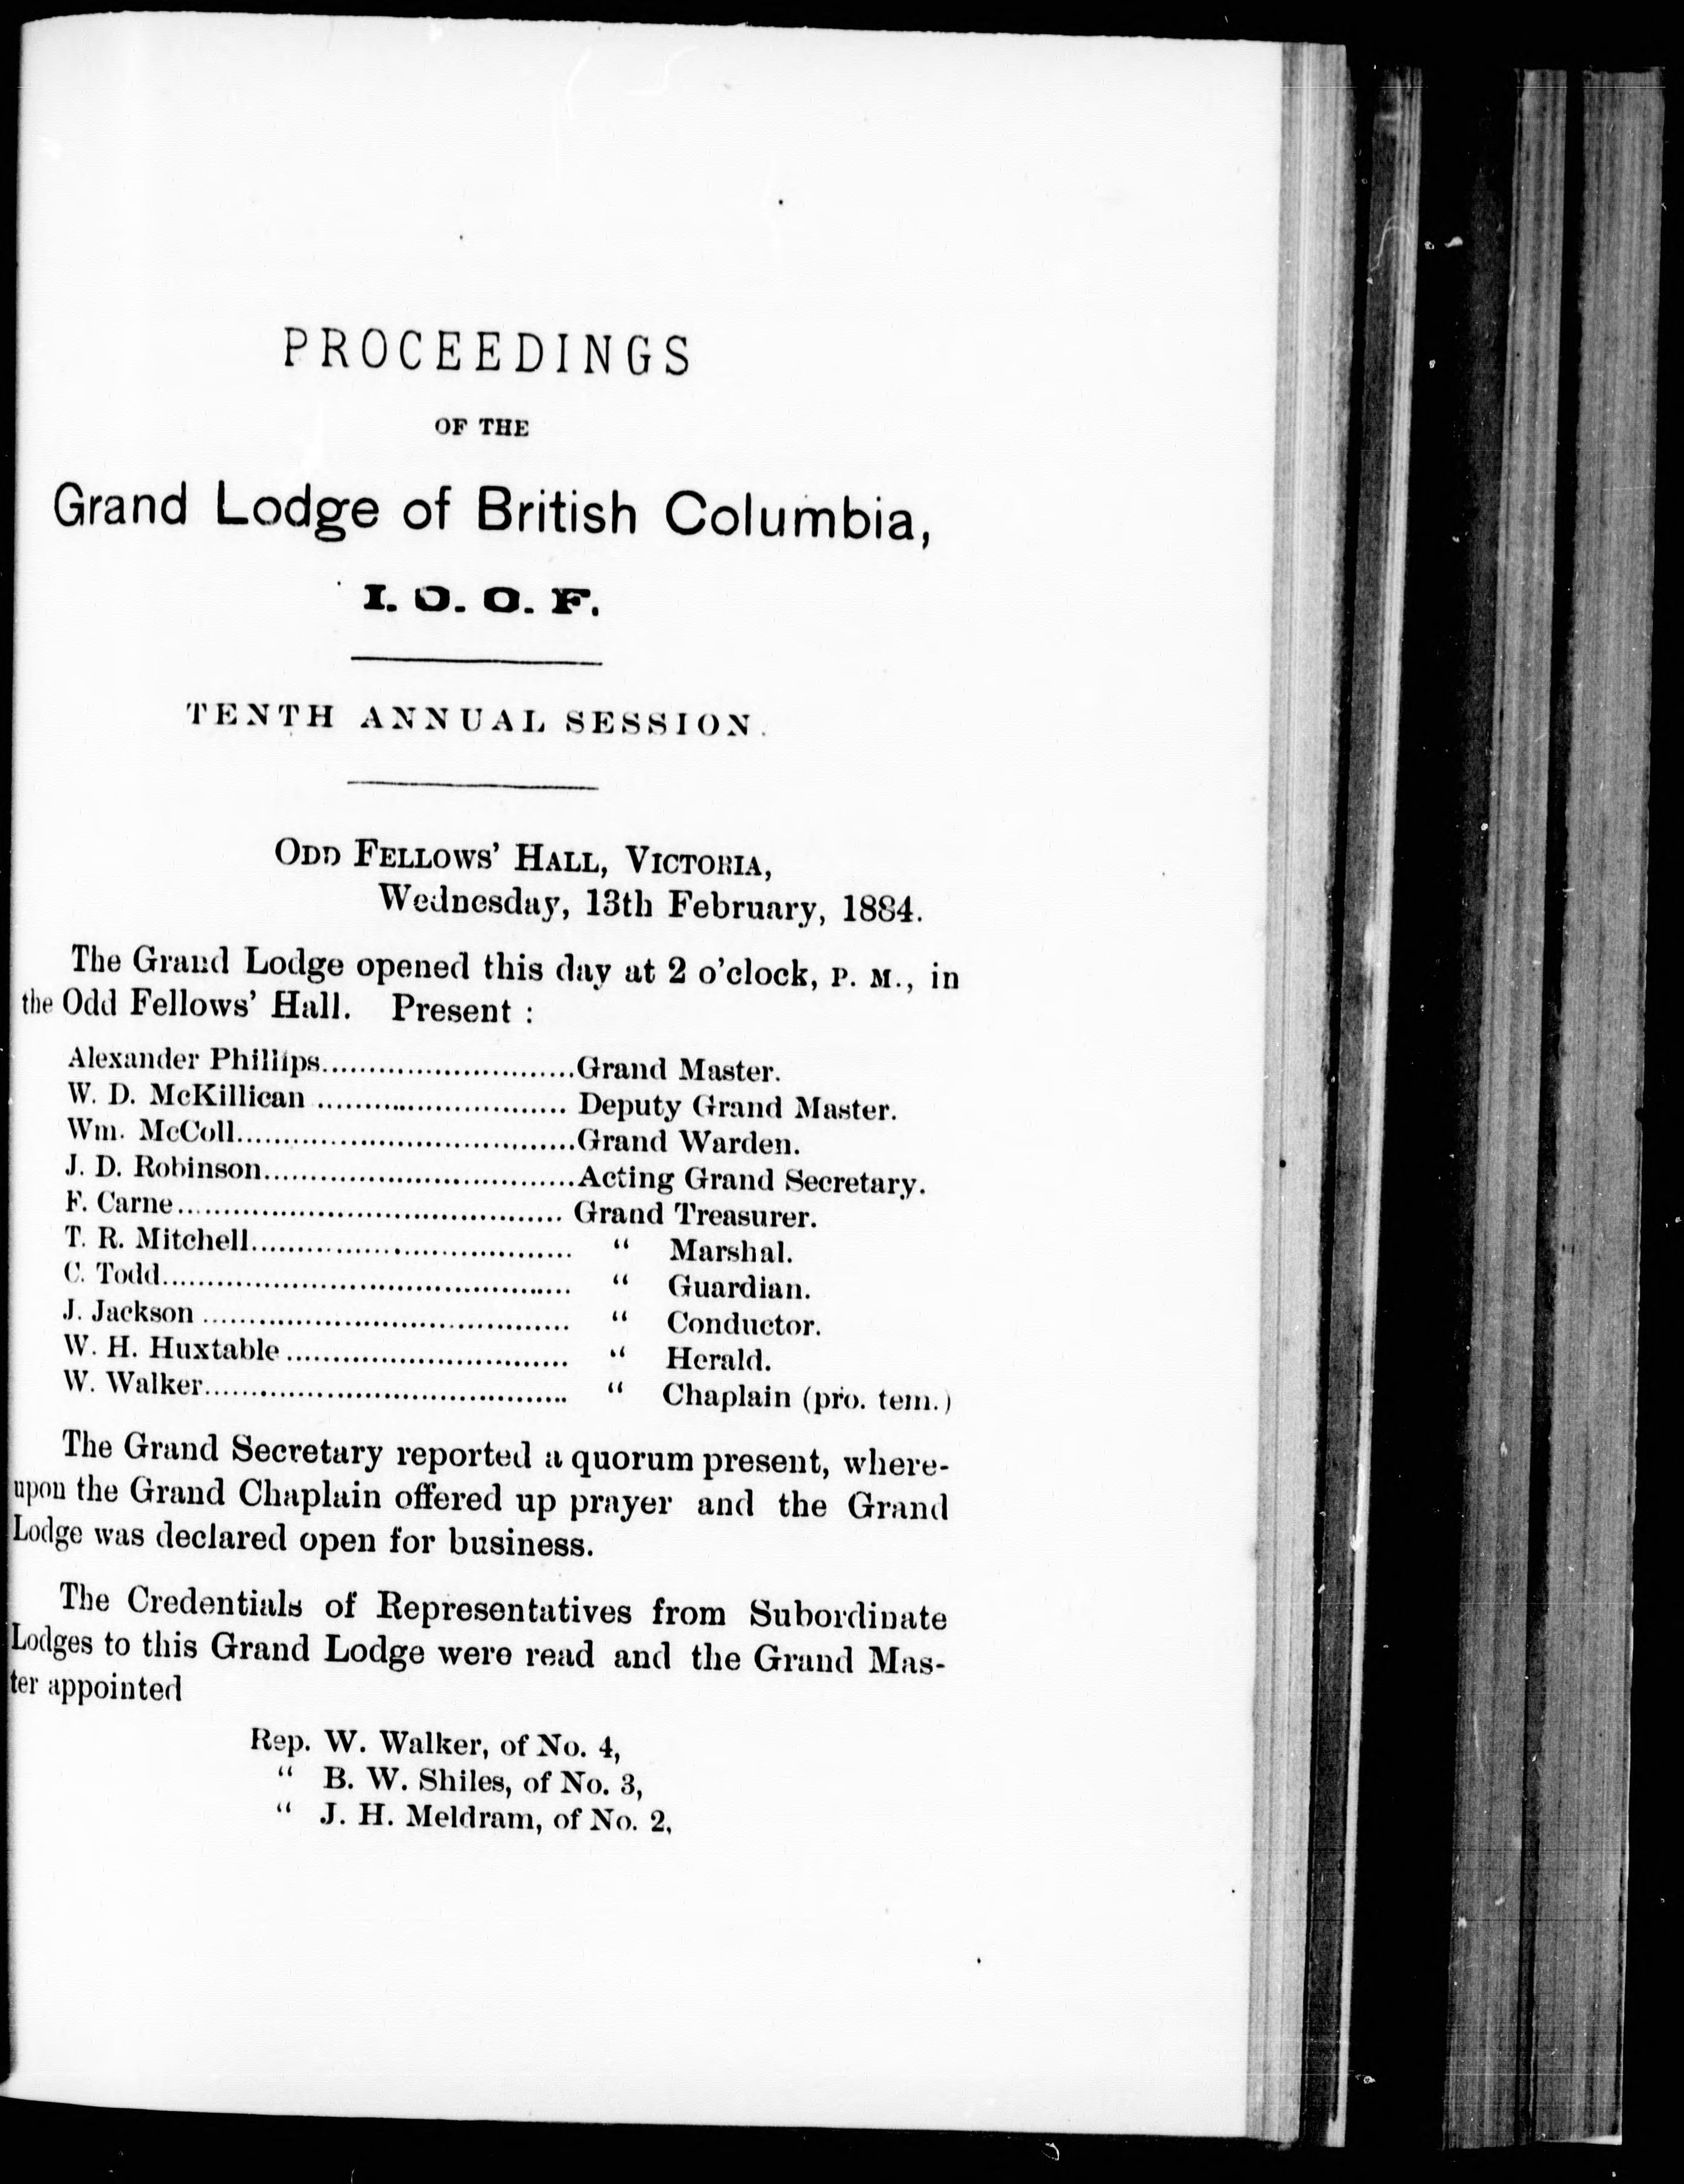 PROCEEDINGS
OF THE
Grand Lodge of British Columbia,
I. O. O. F.
TENTH ANNUAL SESSION.
ODD FELLOWS' HALL, VICTORIA,
Wednesday, 13th February, 1884.
The Grand Lodge opened this day at 2 o'clock, P. M., in
the Odd Fellows' Hall. Present :
Alexander Phillips...........................Grand Master.
W. D. McKillican ........................... Deputy Grand Master.
Wm. McColl....................................Grand Warden.
J. D. Robinson.................................Acting Grand Secretary.
F. Carne......................................... Grand Treasurer.
T. R. Mitchell.................................. " Marshal.
C. Todd........................................... " Guardian.
J. Jackson ....................................... " Conductor.
W. H. Huxtable.............................. " Herald.
W. Walker....................................... " Chaplain (pro. tem.)
The Grand Secretary reported a quorum present, where-
upon the Grand Chaplain offered up prayer and the Grand
Lodge was declared open for business.
The Credentials of Representatives from Subordinate
Lodges to this Grand Lodge were read and the Grand Mas-
ter appointed
Rep. W. Walker, of No. 4,
" B. W. Shiles, of No. 3,
" J. H. Meldram, of No. 2,